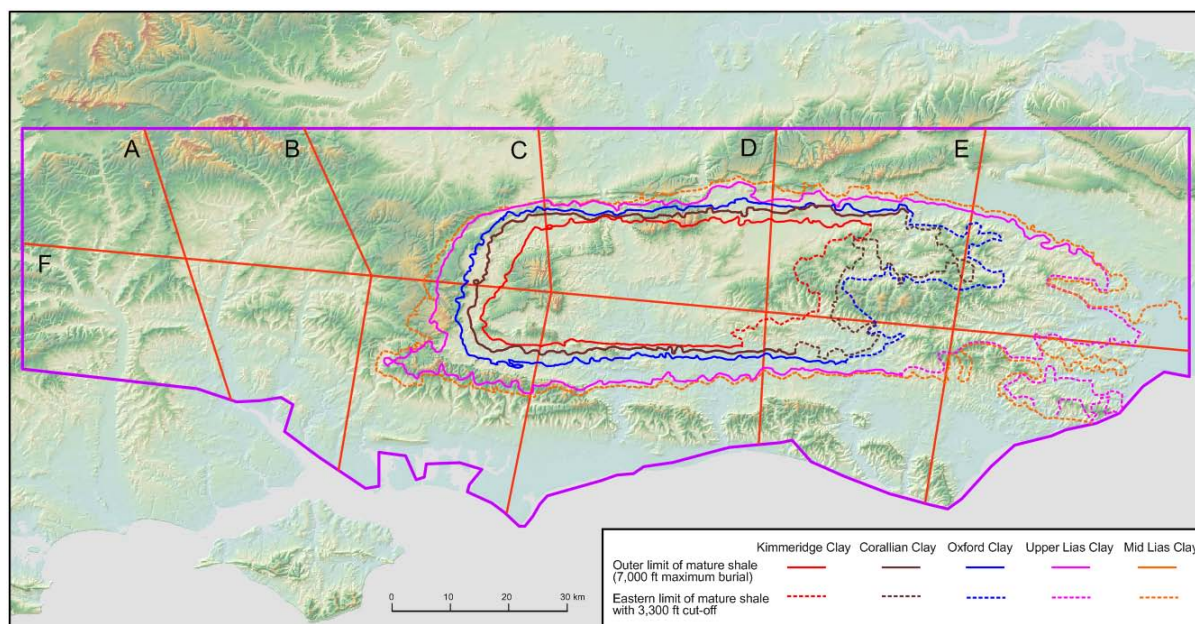 A
B
C
D
E
F
0 10 20 30 km
Kimmeridge Clay Corallian Clay Oxford Clay Upper Lias Clay Mid Lias Clay
Outer limit of mature shale
(7,000 ft maximum burial)
Eastern limit of mature shale
with 3,300 ft cut-off